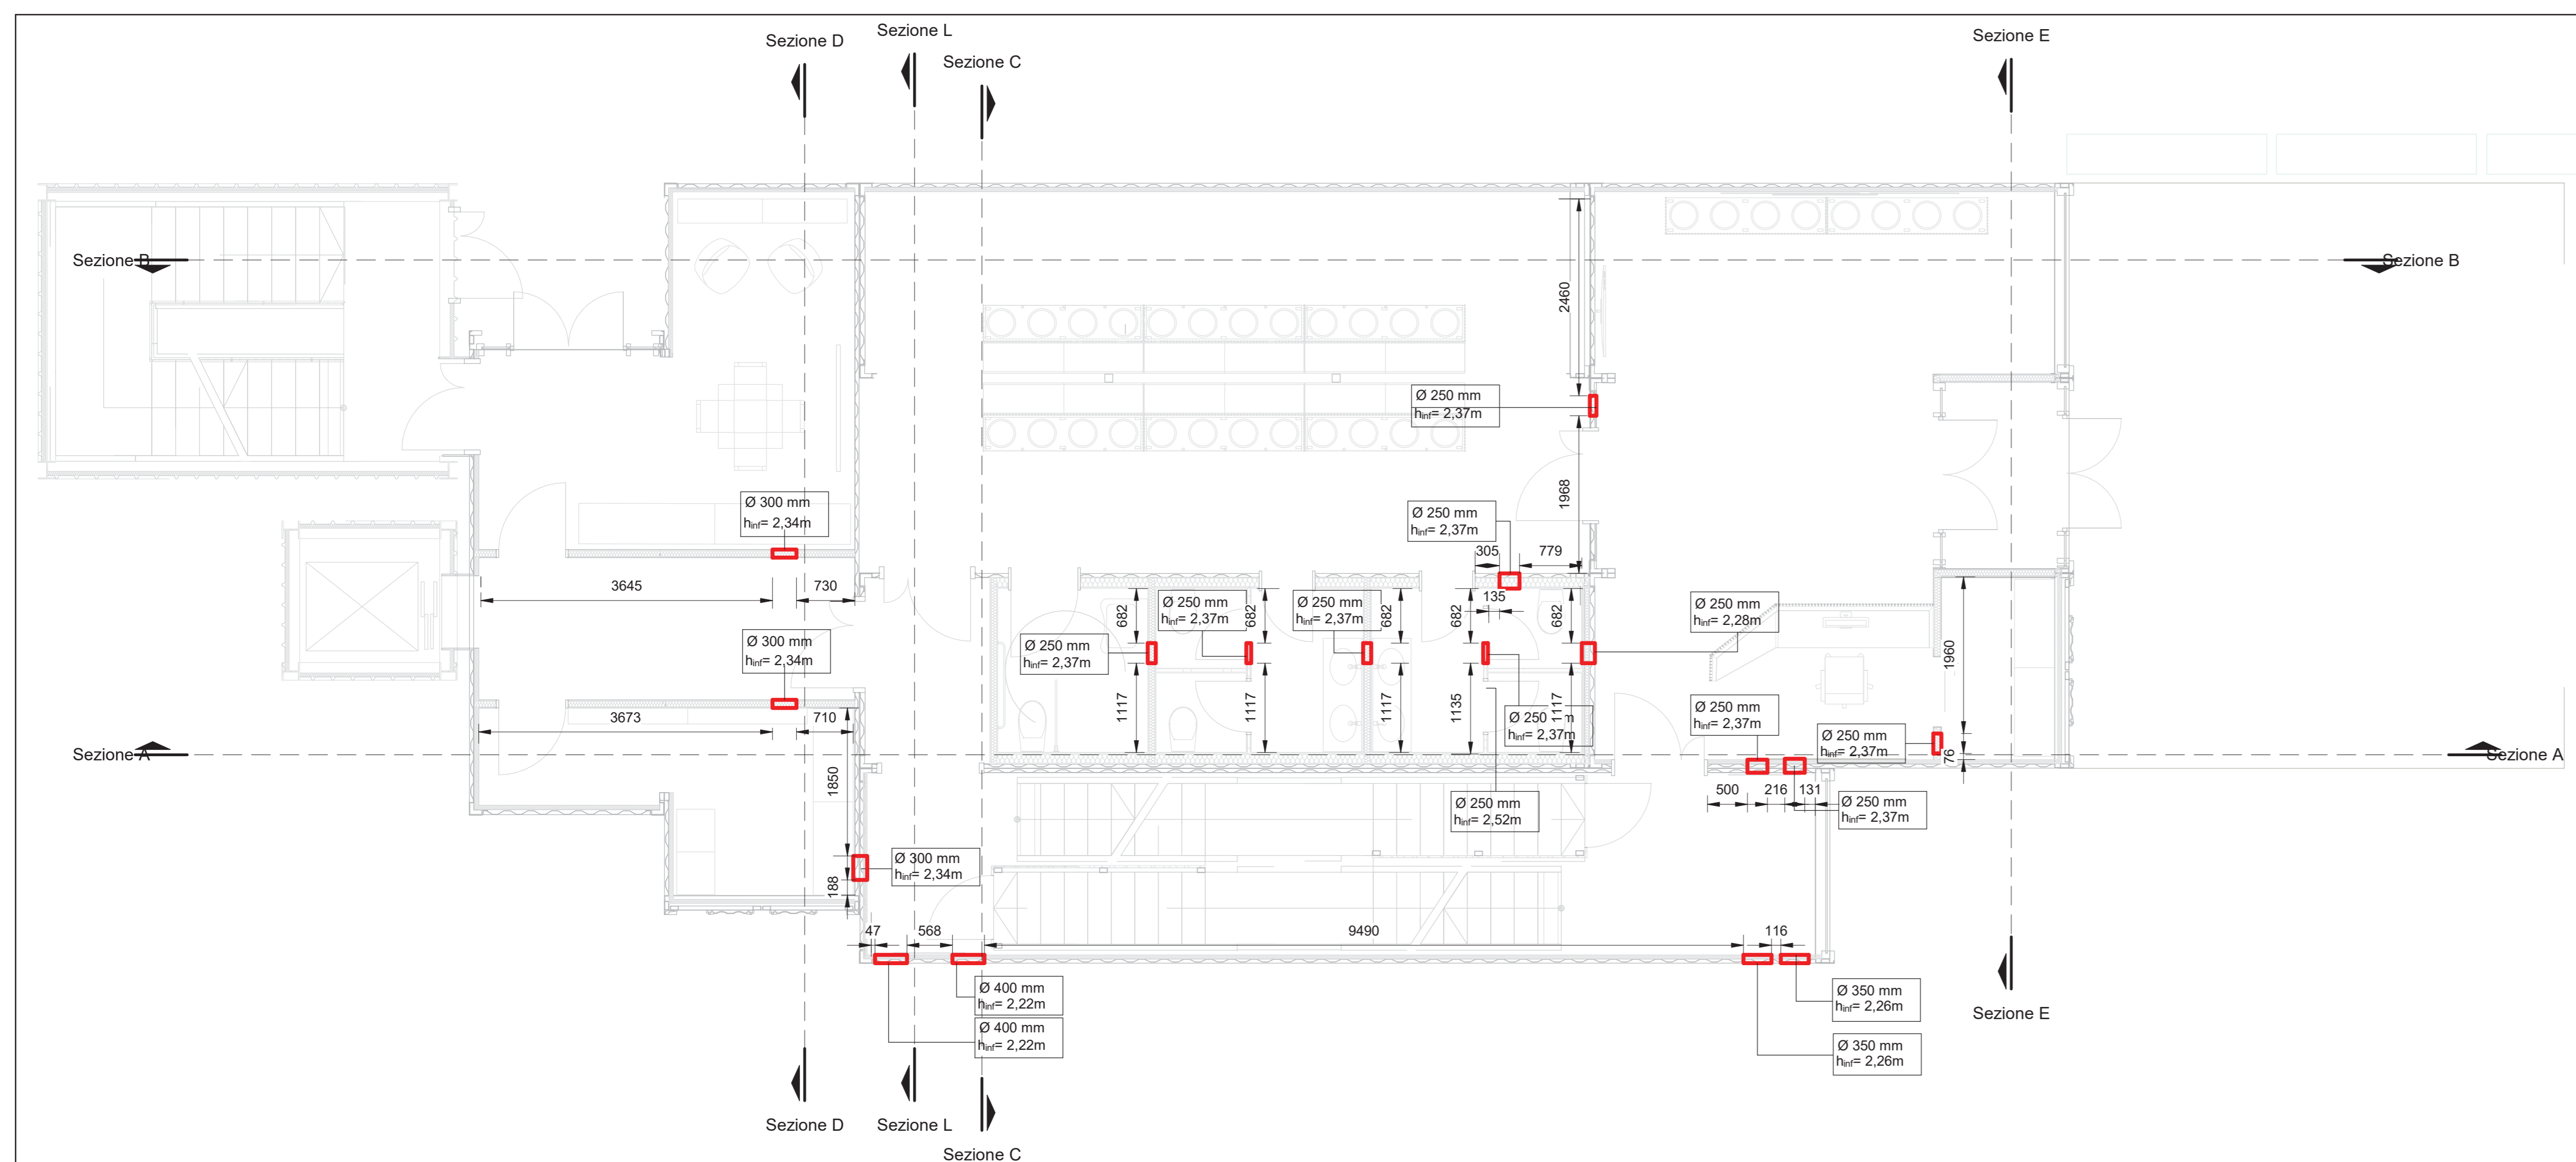 Sezione L
Sezione E
Sezione D
Sezione C
Sezione B
Sezione B
2460
Ø 250 mm
hinf= 2,37m
1968
Ø 300 mm
hinf= 2,34m
Ø 250 mm
hinf= 2,37m
305
779
3645
730
135
682
682
682
682
682
Ø 250 mm
hinf= 2,37m
Ø 250 mm
hinf= 2,37m
Ø 250 mm
hinf= 2,28m
Ø 300 mm
hinf= 2,34m
Ø 250 mm
hinf= 2,37m
1960
1117
1117
1117
1135
1117
3673
710
Ø 250 mm
hinf= 2,37m
Ø 250 mm
hinf= 2,37m
Ø 250 mm
hinf= 2,37m
76
Sezione A
Sezione A
1850
500
216
131
Ø 250 mm
hinf= 2,52m
Ø 250 mm
hinf= 2,37m
Ø 300 mm
hinf= 2,34m
188
47
568
9490
116
Ø 400 mm
hinf= 2,22m
Ø 350 mm
hinf= 2,26m
Ø 400 mm
hinf= 2,22m
Ø 350 mm
hinf= 2,26m
Sezione E
Sezione D
Sezione L
Sezione C